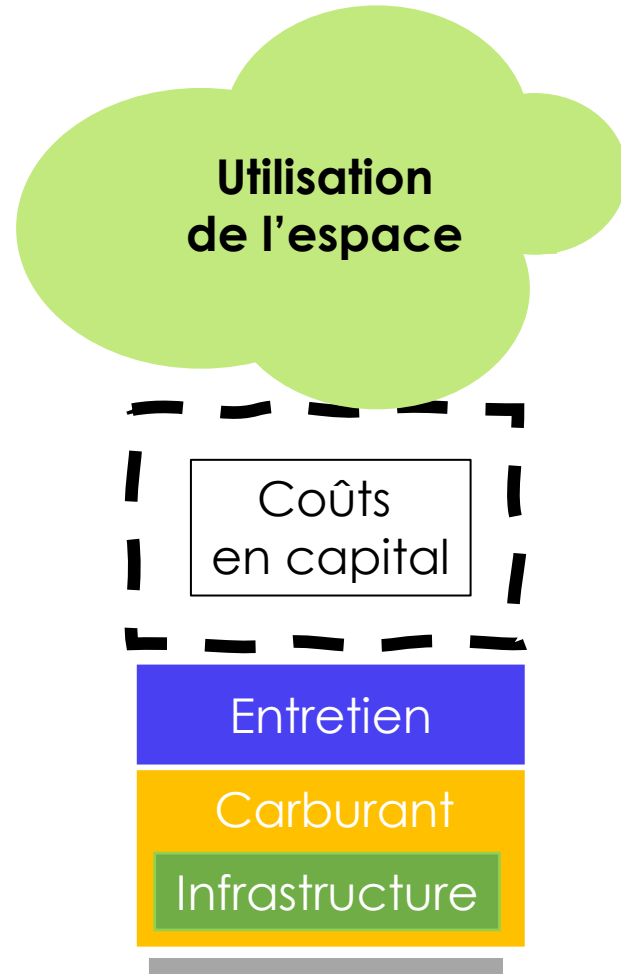 Utilisation
de l’espace
Coûts
en capital
Entretien
Carburant
Infrastructure